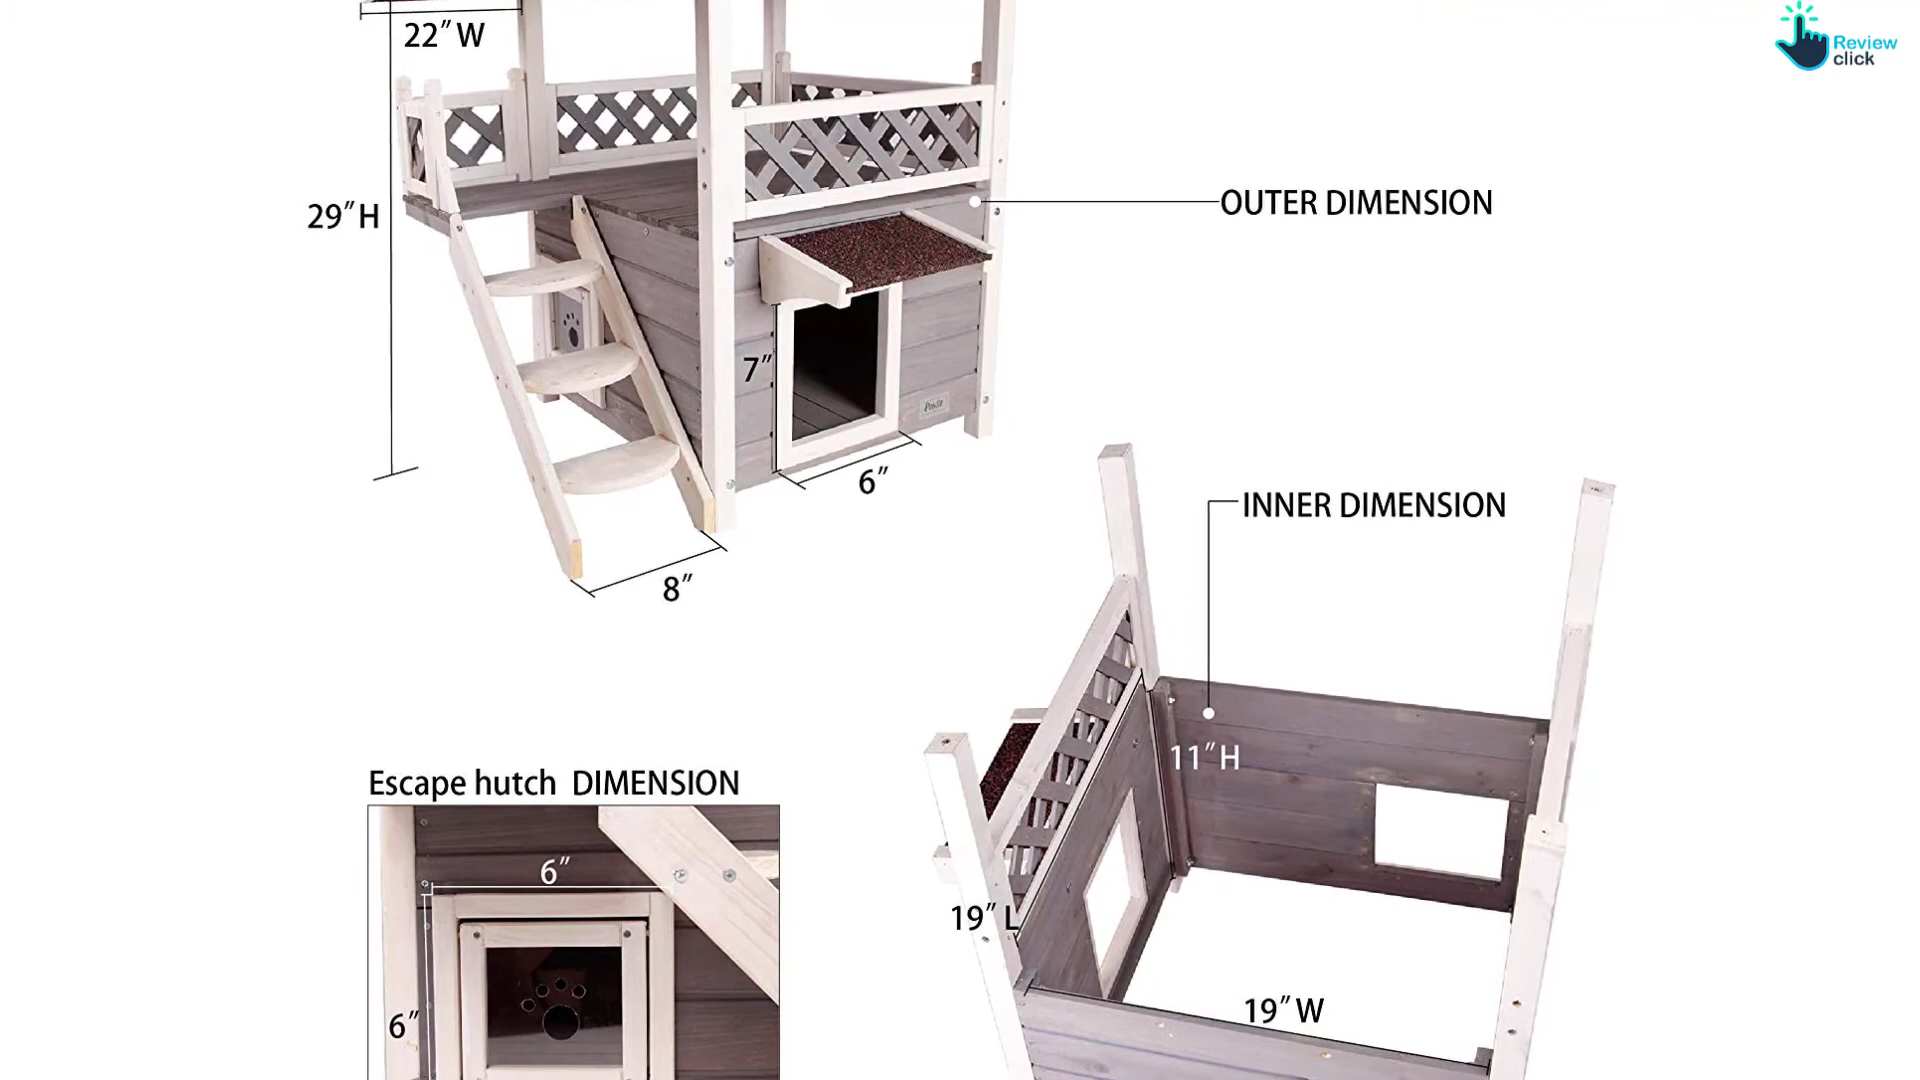 22″W
Review
click
29″H
OUTER DIMENSION
7″
Petsfit
6″
8″
INNER DIMENSION
11″H
Escape hutch DIMENSION
6″
6″
19″L
19″W